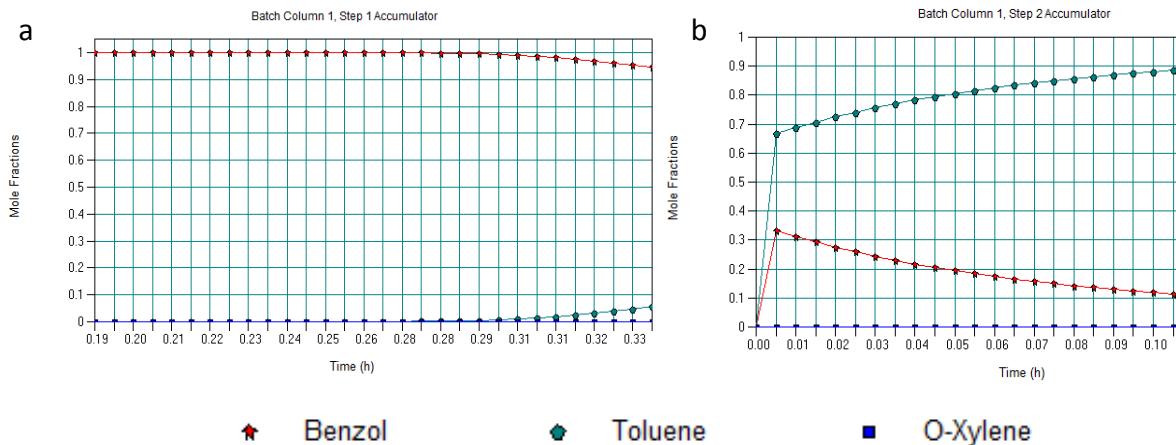 a
Batch Column 1, Step 1 Accumulator
Mole Fractions
1
0.9
0.8
0.7
0.6
0.5
0.4
0.3
0.2
0.1
0
0.19 0.20 0.21 0.22 0.23 0.23 0.24 0.25 0.26 0.27 0.28 0.28 0.29 0.30 0.31 0.32 0.33
Time (h)
b
Batch Column 1, Step 2 Accumulator
Mole Fractions
1
0.9
0.8
0.7
0.6
0.5
0.4
0.3
0.2
0.1
0
0.00 0.01 0.02 0.03 0.04 0.05 0.06 0.07 0.08 0.09 0.10
Time (h)
Benzol Toluene O-Xylene